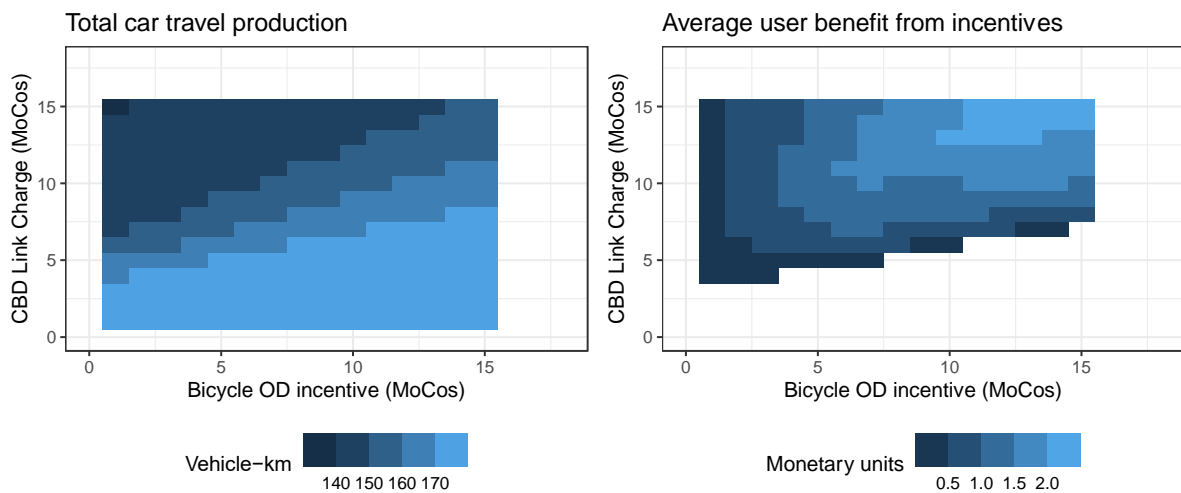 Total car travel production
CBD Link Charge (MoCos)
15
10
5
0
0 5 10 15
Bicycle OD incentive (MoCos)
Vehicle−km
140 150 160 170
Average user benefit from incentives
CBD Link Charge (MoCos)
15
10
5
0
0 5 10 15
Bicycle OD incentive (MoCos)
Monetary units
0.5 1.0 1.5 2.0